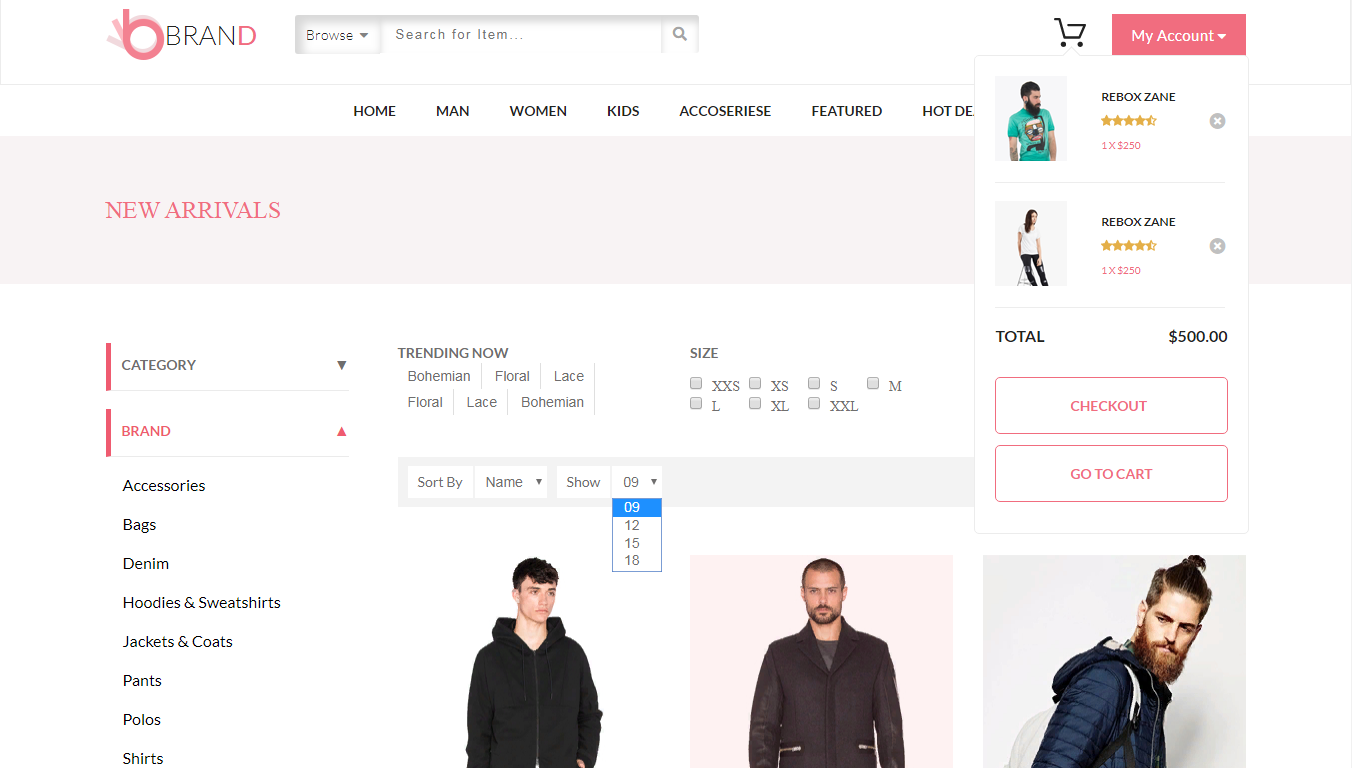 BRAND
Browse
Search for Item...
My Account
HOME MAN WOMEN KIDS ACCOSERIESE FEATURED HOT DEA
REBOX ZANE
1 X $250
REBOX ZANE
1 X $250
TOTAL $500.00
CHECKOUT
GO TO CART
NEW ARRIVALS
CATEGORY
BRAND
Accessories
Bags
Denim
Hoodies & Sweatshirts
Jackets & Coats
Pants
Polos
Shirts
TRENDING NOW
Bohemian Floral Lace
Floral Lace Bohemian
SIZE
XXS XS S M
L XL XXL
Sort By Name Show 09
09
12
15
18